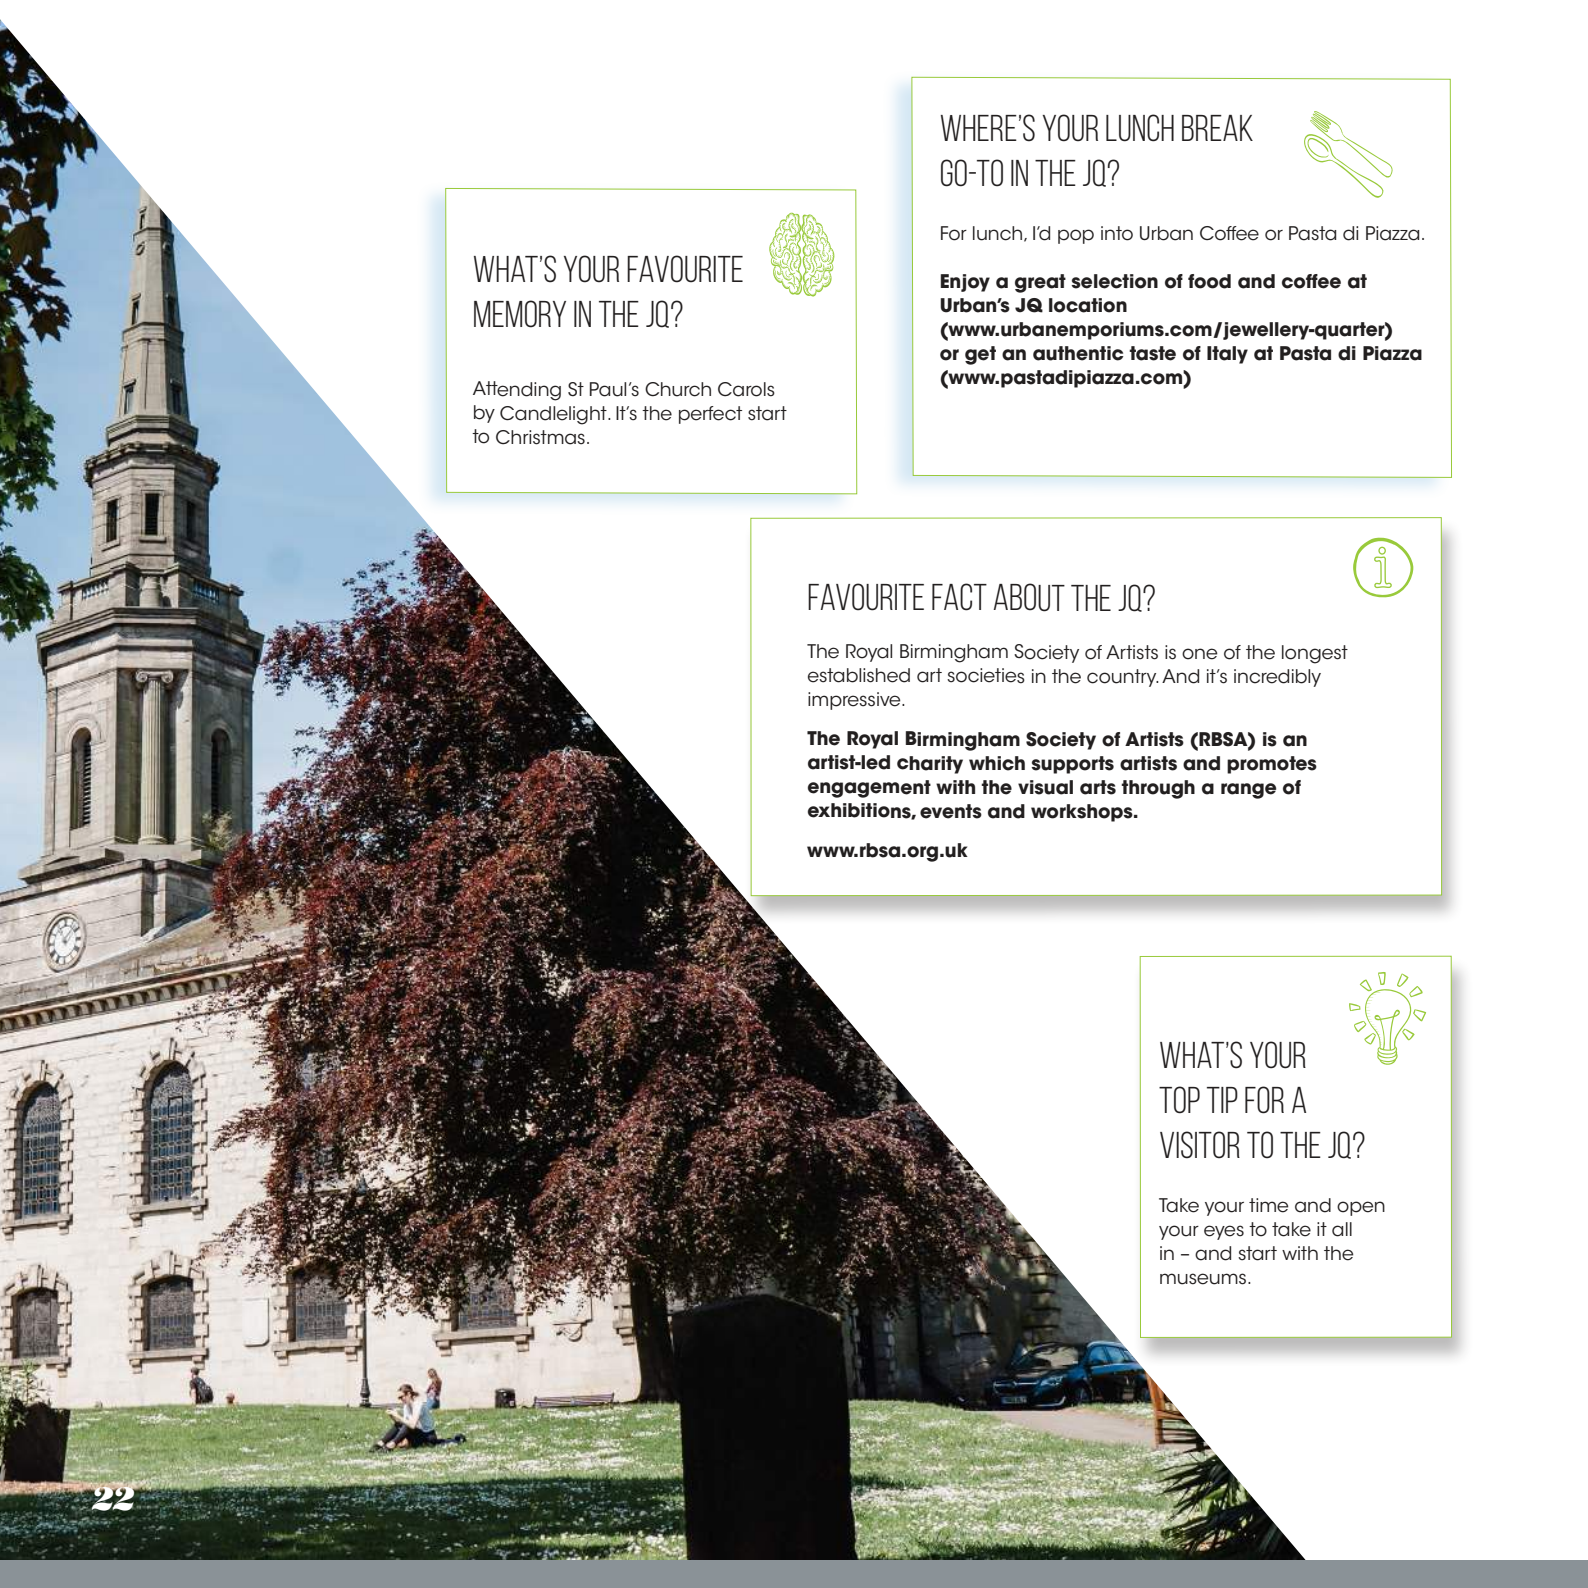 WHERE'S YOUR LUNCH BREAK
GO-TO IN THE JQ?
For lunch, I'd pop into Urban Coffee or Pasta di Piazza.
Enjoy a great selection of food and coffee at
Urban's JQ location
(www.urbanemporiums.com/jewellery-quarter)
or get an authentic taste of Italy at Pasta di Piazza
(www.pastadipiazza.com)
WHAT'S YOUR FAVOURITE
MEMORY IN THE JQ?
Attending St Paul's Church Carols
by Candlelight. It's the perfect start
to Christmas.
FAVOURITE FACT ABOUT THE JQ?
The Royal Birmingham Society of Artists is one of the longest
established art societies in the country. And it's incredibly
impressive.
The Royal Birmingham Society of Artists (RBSA) is an
artist-led charity which supports artists and promotes
engagement with the visual arts through a range of
exhibitions, events and workshops.
www.rbsa.org.uk
WHAT'S YOUR
TOP TIP FOR A
VISITOR TO THE JQ?
Take your time and open
your eyes to take it all
in – and start with the
museums.
22